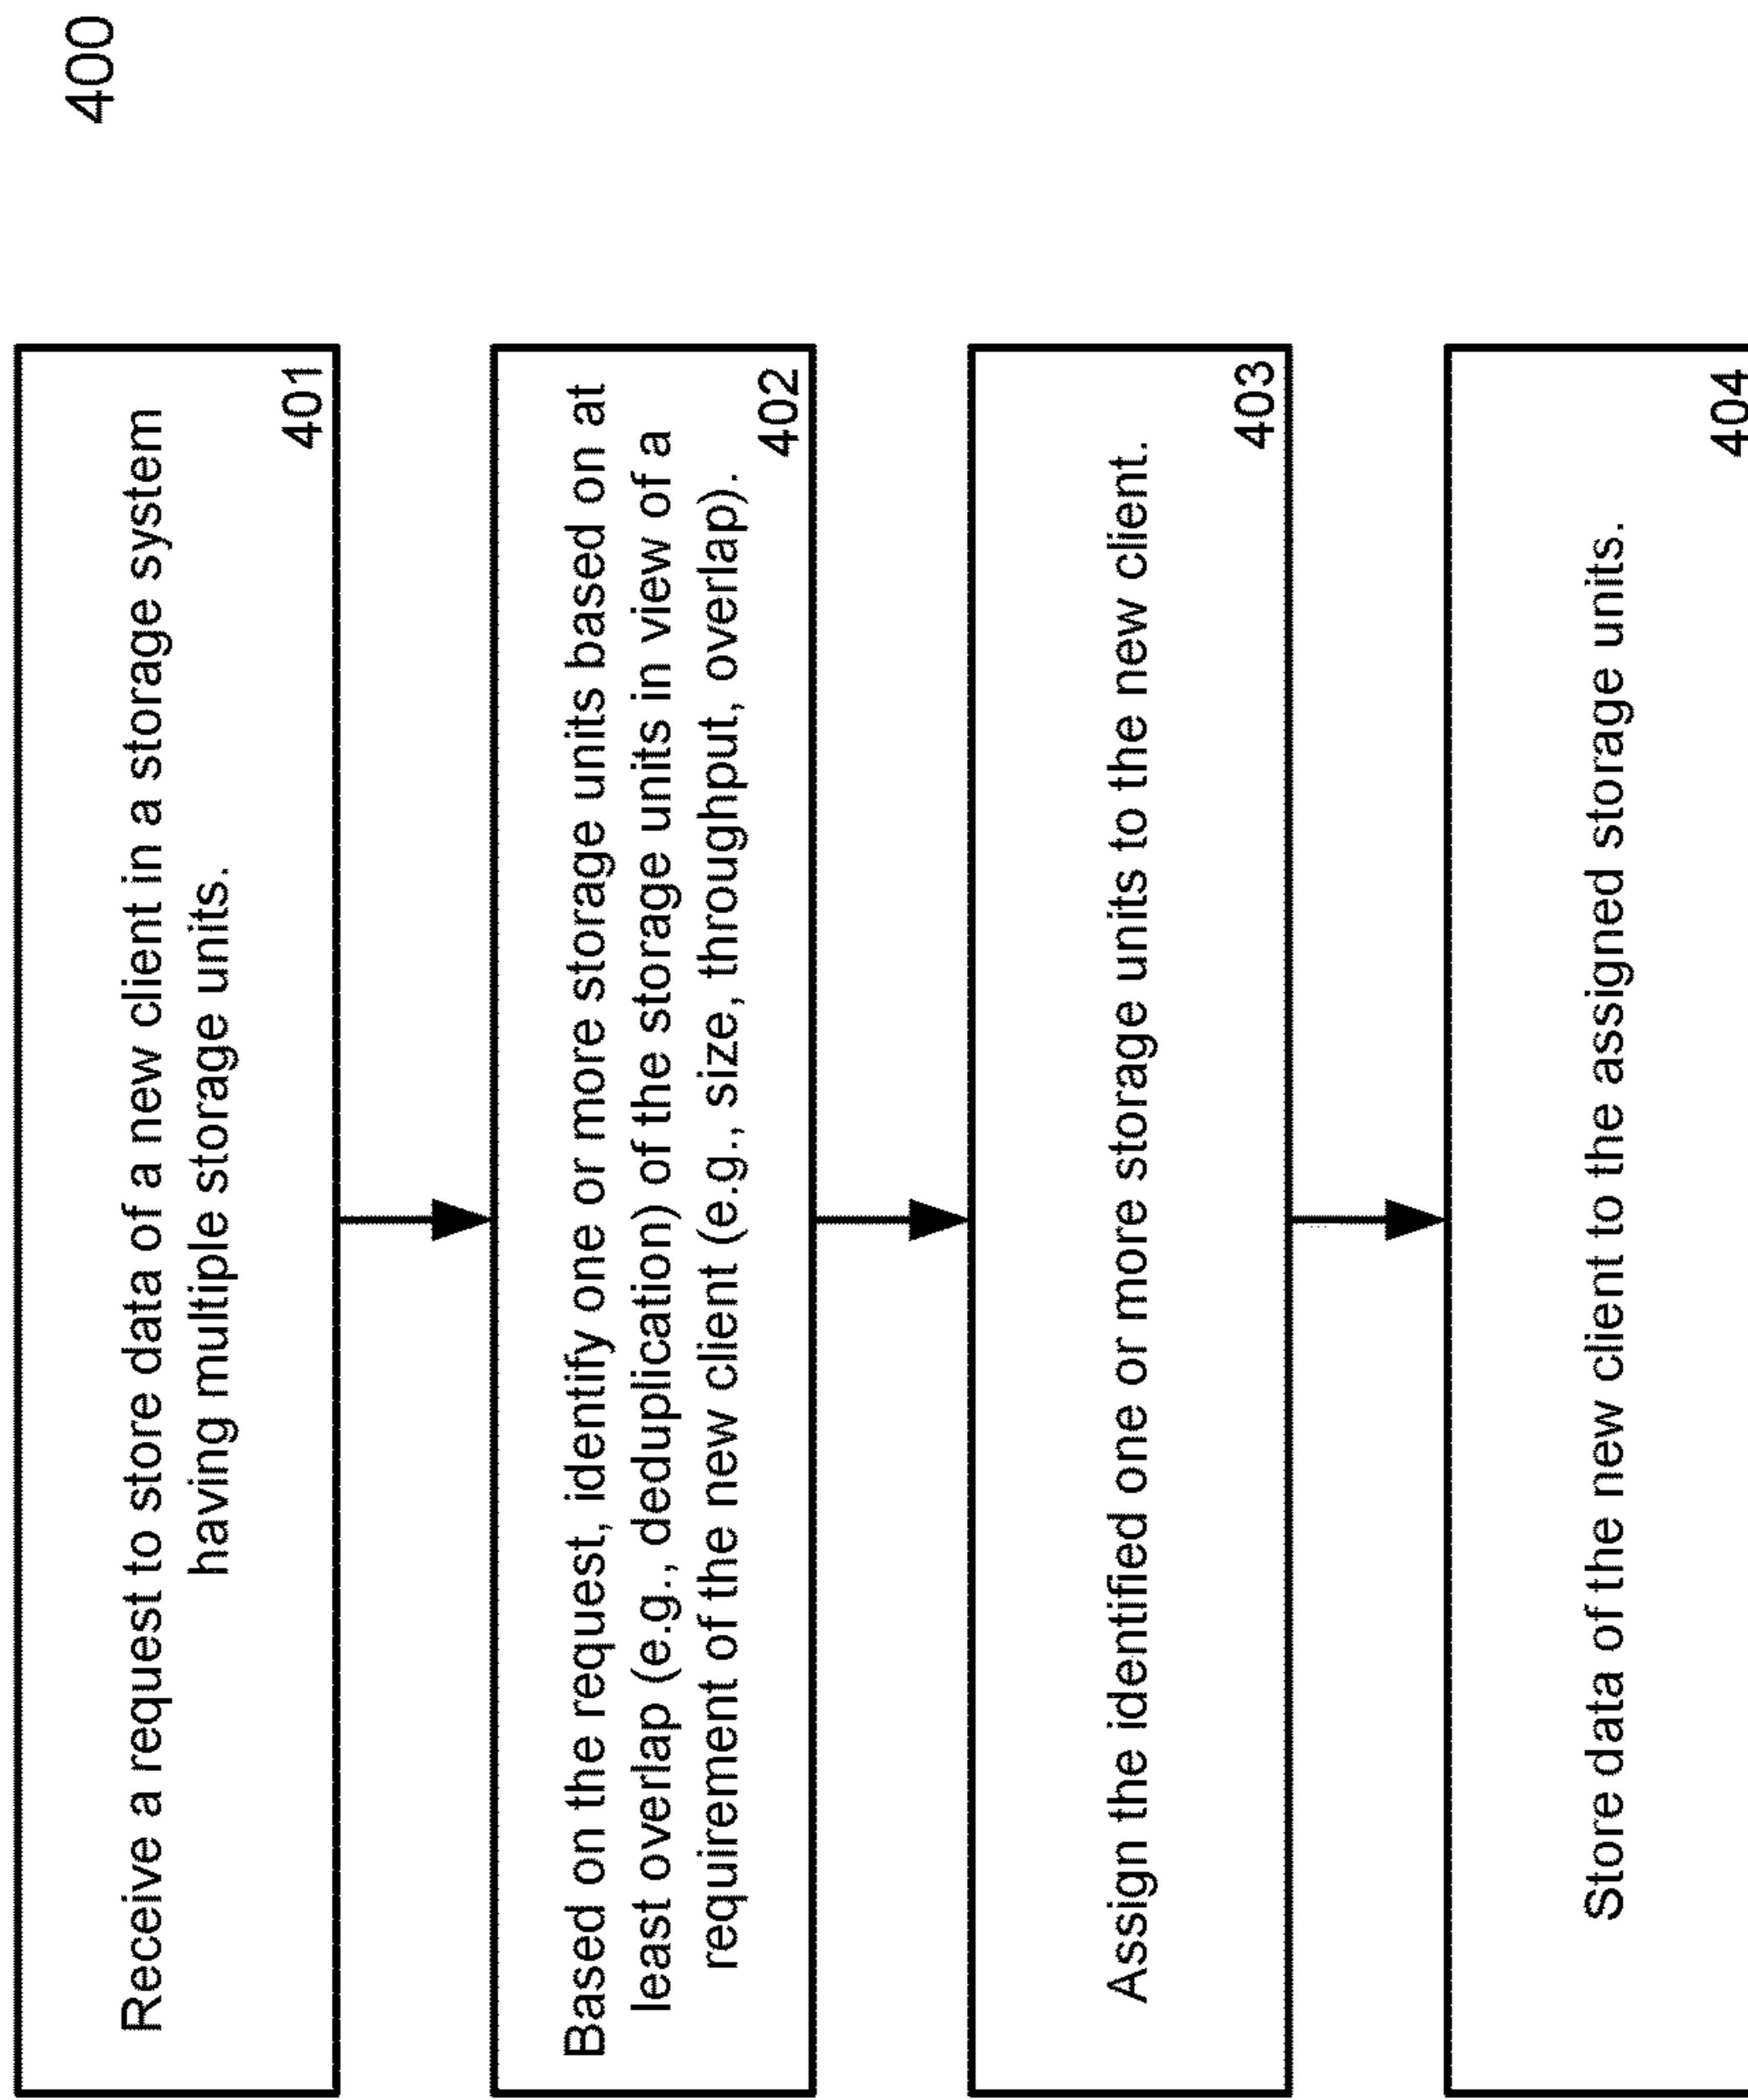 400
Receive a request to store data of a new client in a storage system
having multiple storage units.
401
Based on the request, identify one or more storage units based on at
least overlap (e.g., deduplication) of the storage units in view of a
requirement of the new client (e.g., size, throughput, overlap).
402
Assign the identified one or more storage units to the new client.
403
Store data of the new client to the assigned storage units.
404